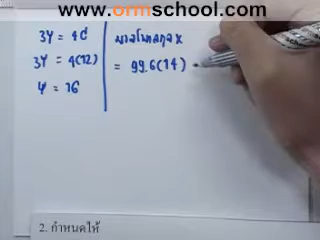 www.ormschool.com
3Y = 4d
3Y = 4(12)
Y = 16
มวลโมเลกุล X
= 99.6(14) -
2. กำหนดให้